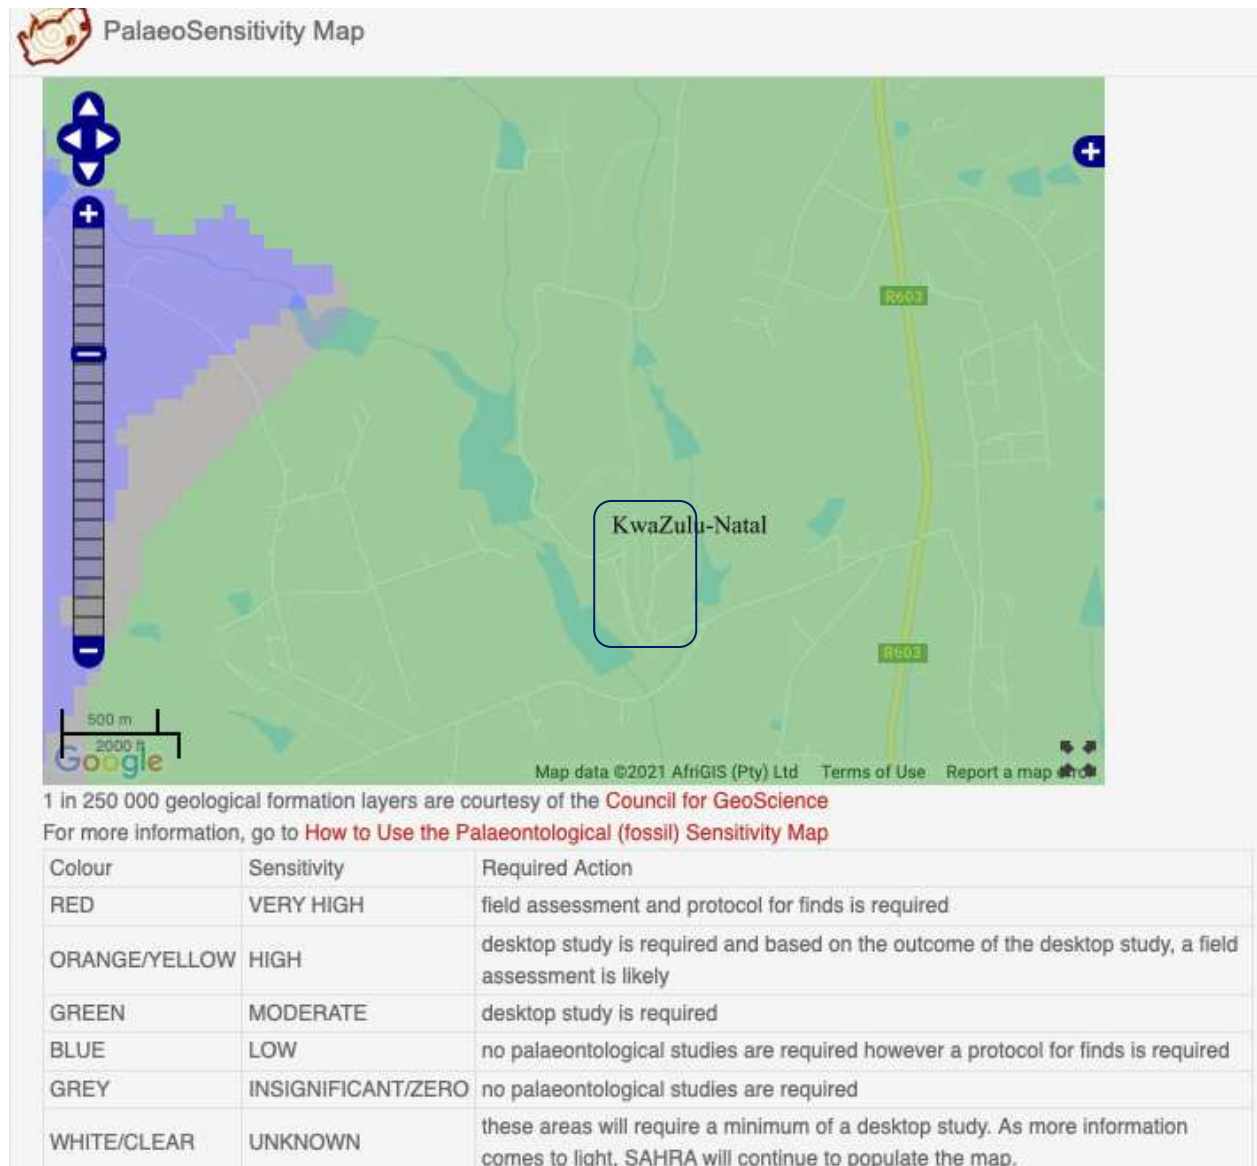 PalaeoSensitivity Map
R603
KwaZulu-Natal
R603
500 m
2000 ft
Google
Map data ©2021 AfriGIS (Pty) Ltd Terms of Use Report a map error
1 in 250 000 geological formation layers are courtesy of the Council for GeoScience
For more information, go to How to Use the Palaeontological (fossil) Sensitivity Map
Colour Sensitivity Required Action
RED VERY HIGH field assessment and protocol for finds is required
ORANGE/YELLOW HIGH desktop study is required and based on the outcome of the desktop study, a field
assessment is likely
GREEN MODERATE desktop study is required
BLUE LOW no palaeontological studies are required however a protocol for finds is required
GREY INSIGNIFICANT/ZERO no palaeontological studies are required
WHITE/CLEAR UNKNOWN these areas will require a minimum of a desktop study. As more information
comes to light, SAHRA will continue to populate the map.